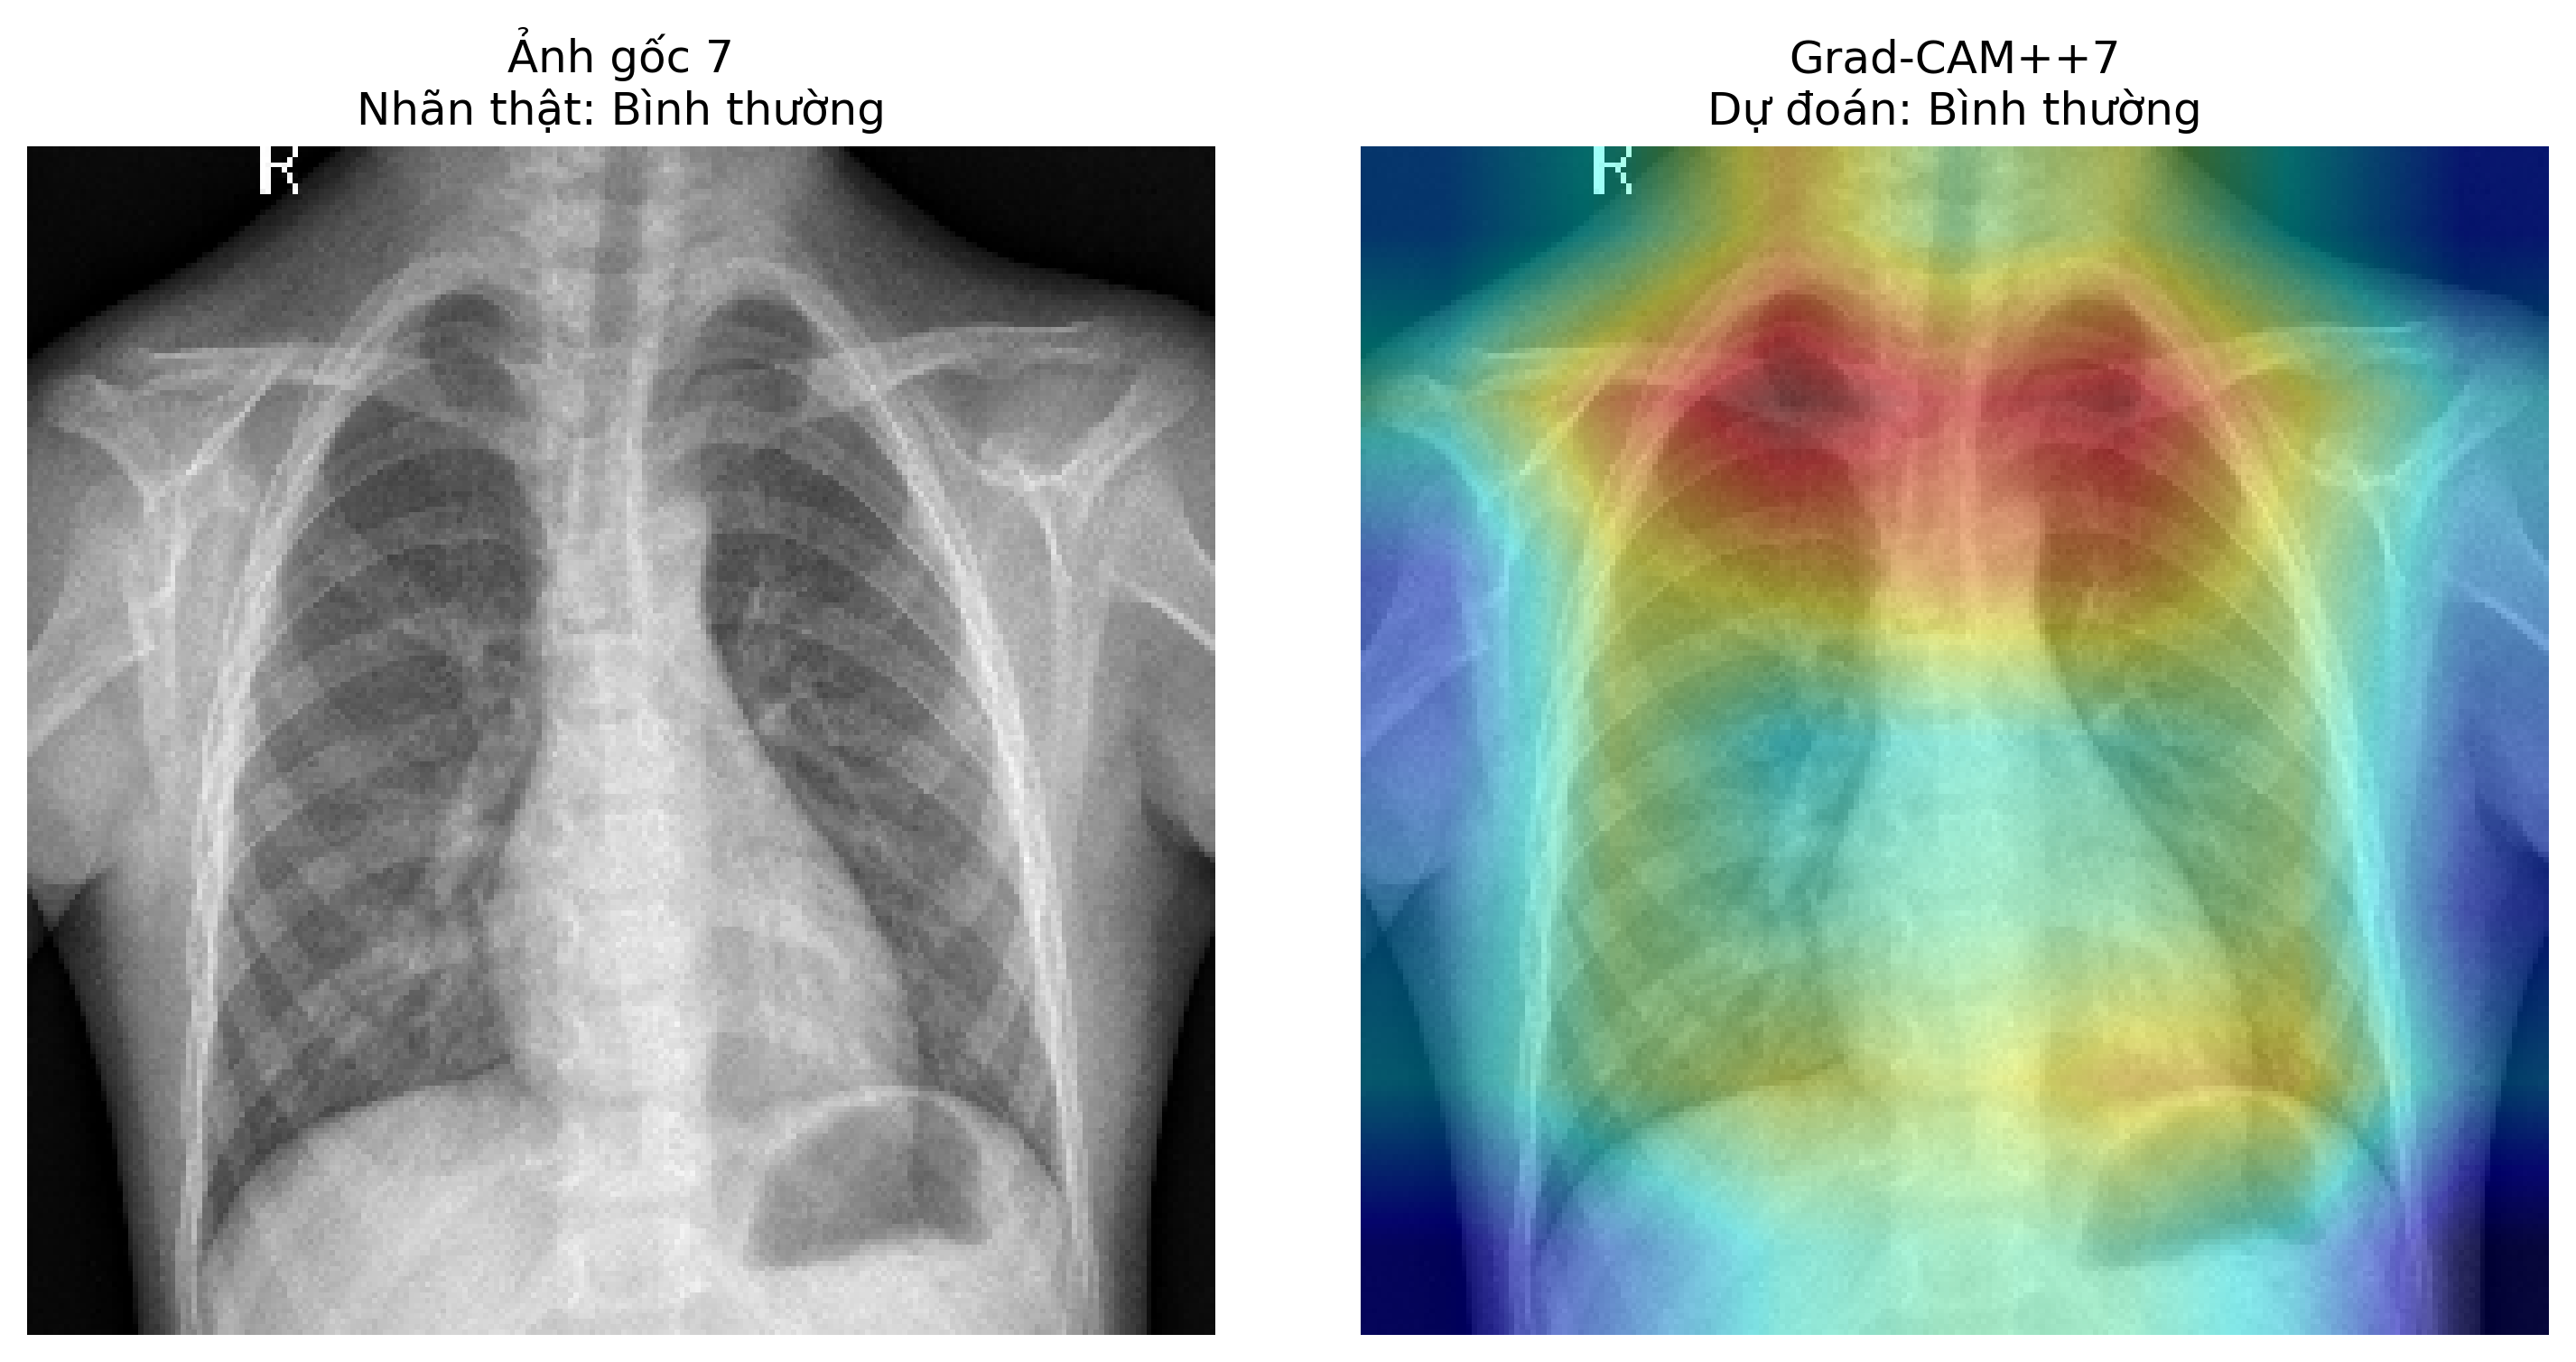 Ảnh gốc 7
Nhãn thật: Bình thường
R
Grad-CAM++7
Dự đoán: Bình thường
R